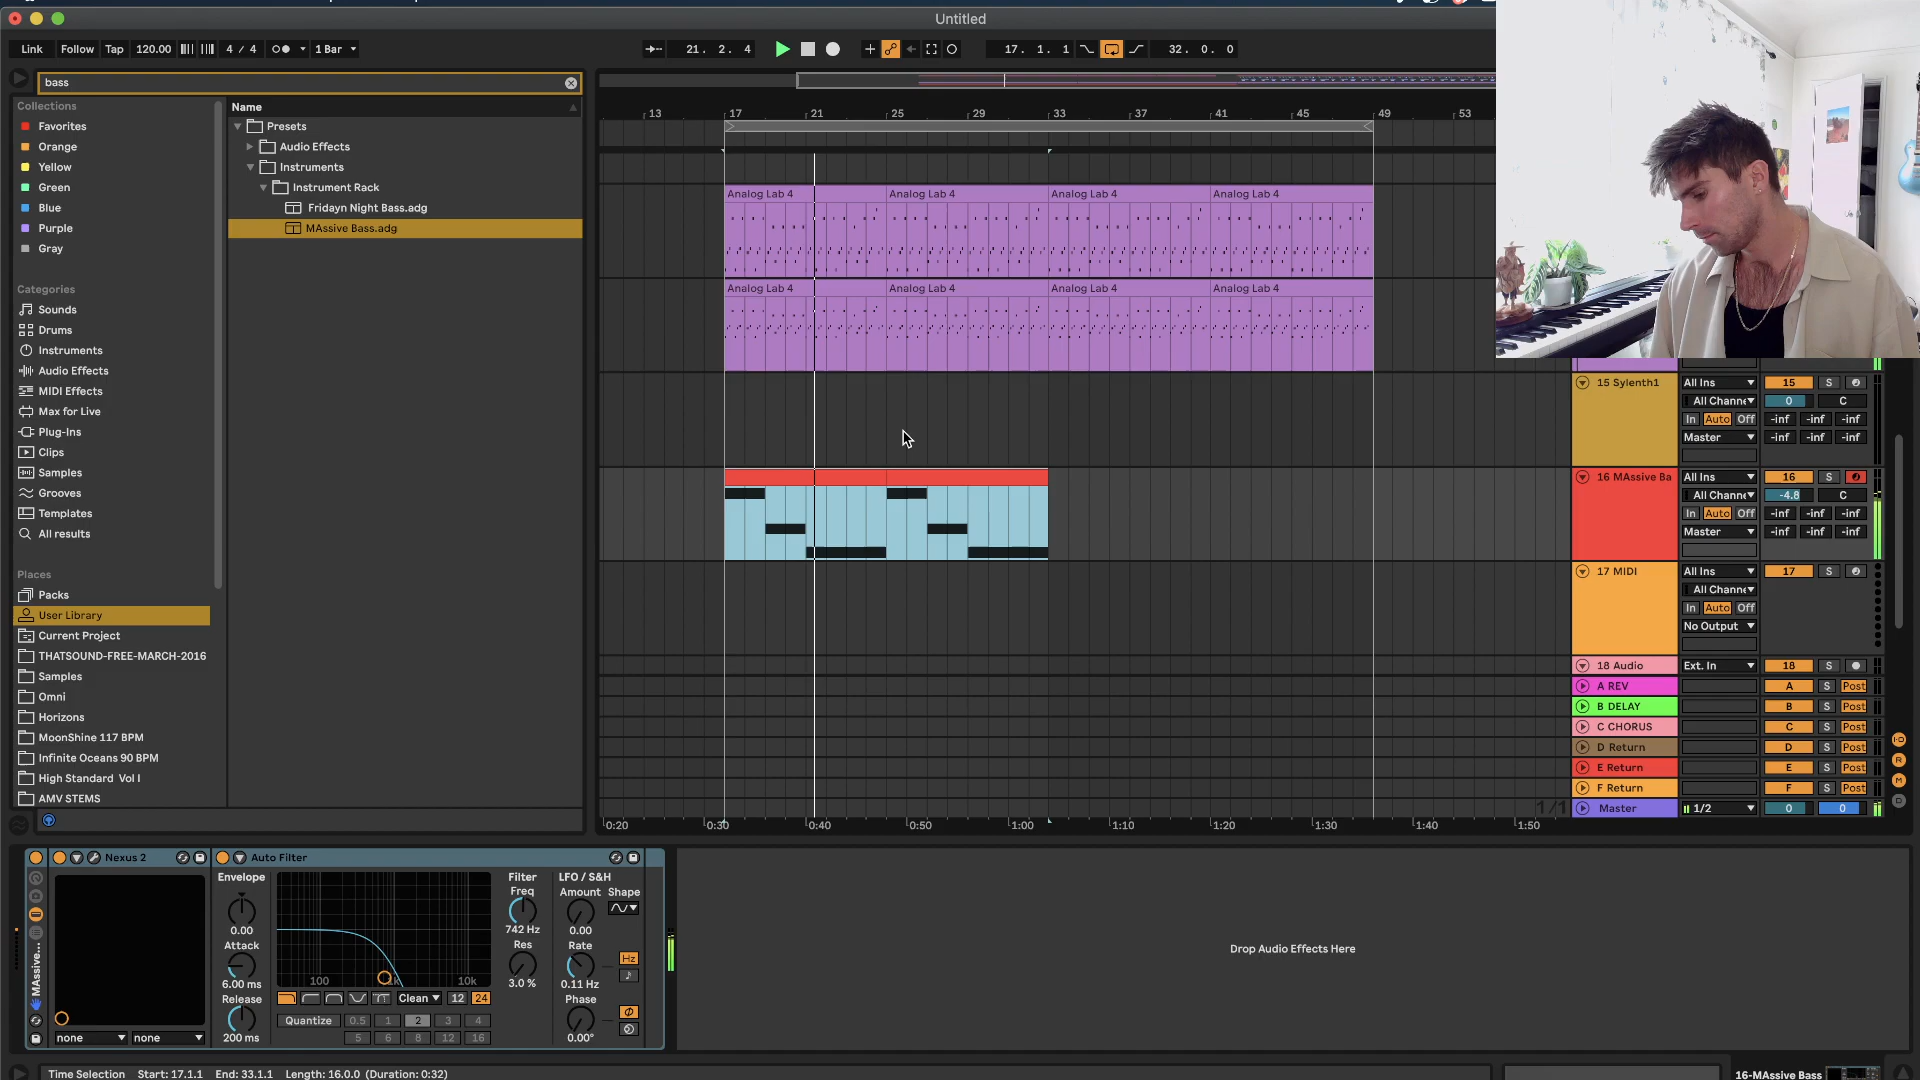 Untitled
Link Follow Tap 120.00 4 / 4 1 Bar 21. 2. 4 17. 1. 1 32. 0. 0
bass
Collections
Favorites
Orange
Yellow
Green
Blue
Purple
Gray
Categories
Sounds
Drums
Instruments
Audio Effects
MIDI Effects
Max for Live
Plug-Ins
Clips
Samples
Grooves
Templates
All results
Places
Packs
User Library
Current Project
THATSOUND-FREE-MARCH-2016
Samples
Omni
Horizons
MoonShine 117 BPM
Infinite Oceans 90 BPM
High Standard Vol I
AMV STEMS
Name
Presets
Audio Effects
Instruments
Instrument Rack
Fridayn Night Bass.adg
MAssive Bass.adg
13 17 21 25 29 33 37 41 45 49 53
Analog Lab 4 Analog Lab 4 Analog Lab 4 Analog Lab 4
Analog Lab 4 Analog Lab 4 Analog Lab 4 Analog Lab 4
15 Sylenth1 All Ins 15 S
All Channe 0 C
In Auto Off -inf -inf -inf
Master -inf -inf -inf
16 MAssive Ba All Ins 16 S
All Channe -4.8 C
In Auto Off -inf -inf -inf
Master -inf -inf -inf
17 MIDI All Ins 17 S
All Channe
In Auto Off
No Output
18 Audio Ext. In 18 S
A REV A S Post
B DELAY B S Post
C CHORUS C S Post
D Return D S Post
E Return E S Post
F Return F S Post
1/1 Master 1/2 0 0
0:20 0:30 0:40 0:50 1:00 1:10 1:20 1:30 1:40 1:50
I·O
R
M
D
MAssive...
Nexus 2
none none
Auto Filter
Envelope
0.00
Attack
6.00 ms
Release
200 ms
100 1k 10k
Clean 12 24
Quantize 0.5 1 2 3 4
5 6 8 12 16
Filter
Freq
742 Hz
Res
3.0 %
LFO / S&H
Amount Shape
0.00
Rate
Hz
0.11 Hz
Phase
0.00°
Drop Audio Effects Here
Time Selection Start: 17.1.1 End: 33.1.1 Length: 16.0.0 (Duration: 0:32)
16-MAssive Bass